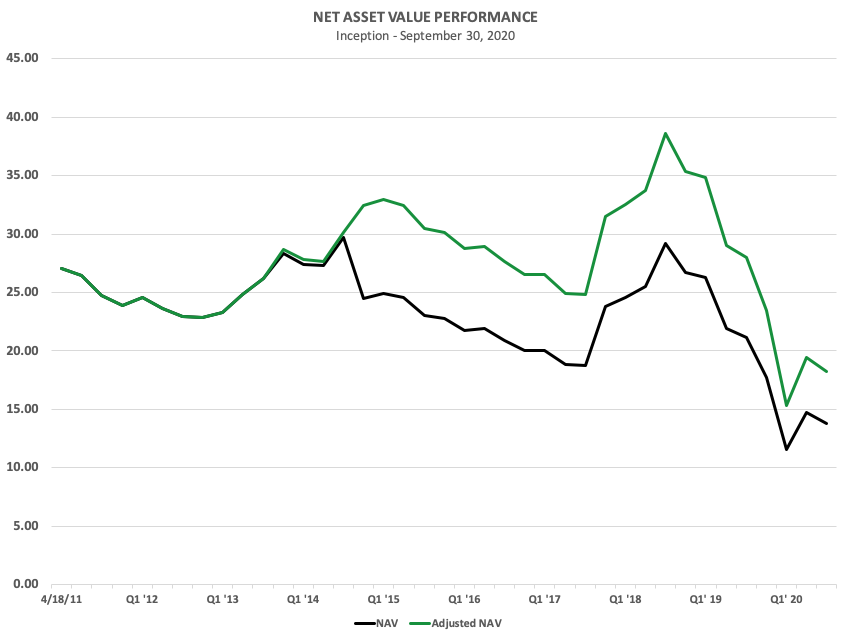 NET ASSET VALUE PERFORMANCE
Inception - September 30, 2020
45.00
40.00
35.00
30.00
25.00
20.00
15.00
10.00
5.00
0.00
4/18/11 Q1 '12 Q1 '13 Q1 '14 Q1 '15 Q1 '16 Q1 '17 Q1 '18 Q1' 19 Q1' 20
NAV Adjusted NAV